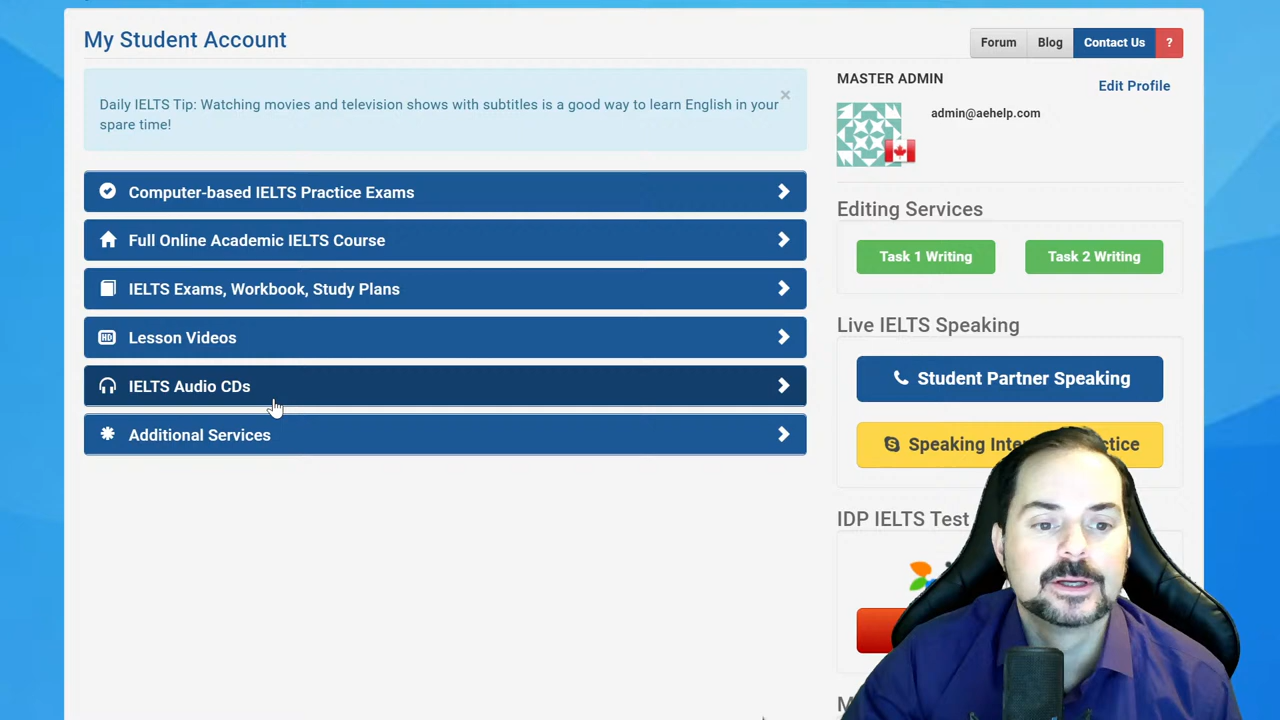 My Student Account
Forum
Blog
Contact Us
?
Daily IELTS Tip: Watching movies and television shows with subtitles is a good way to learn English in your
spare time!
×
Computer-based IELTS Practice Exams
Full Online Academic IELTS Course
IELTS Exams, Workbook, Study Plans
HD
Lesson Videos
IELTS Audio CDs
Additional Services
MASTER ADMIN
Edit Profile
admin@aehelp.com
Editing Services
Task 1 Writing
Task 2 Writing
Live IELTS Speaking
Student Partner Speaking
Speaking
IDP IELTS Test